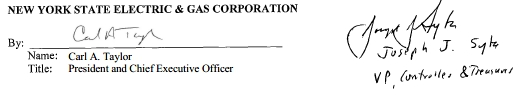 NEW YORK STATE ELECTRIC & GAS CORPORATION
By: Carl A Taylor
Name: Carl A. Taylor
Title: President and Chief Executive Officer
Joseph J. Syta
VP, Controller & Treasurer